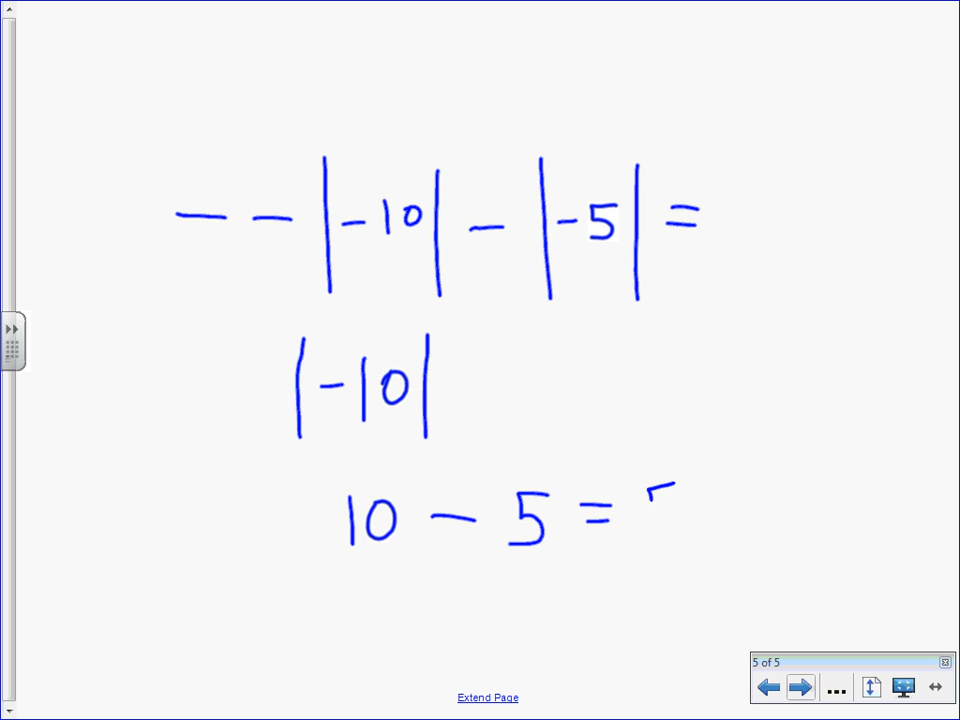 - - |-10| - |-5| =
|-10|
10 - 5 =
5 of 5
...
Extend Page